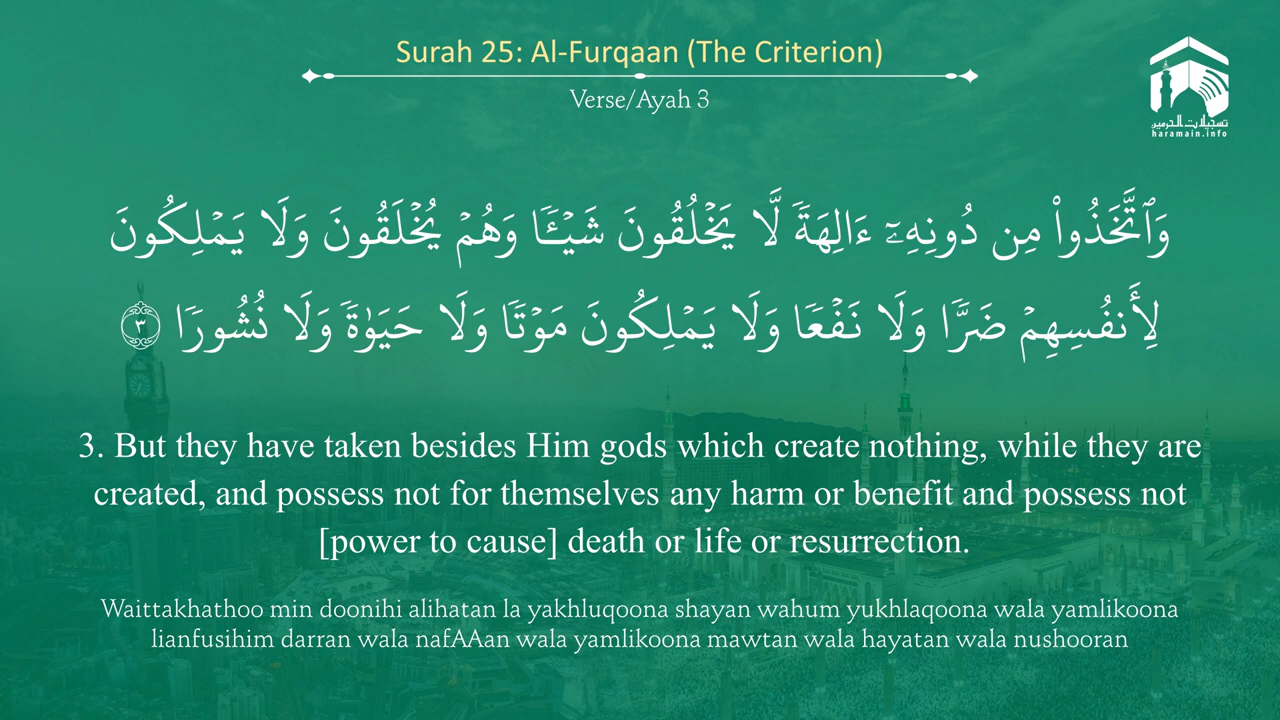 Surah 25: Al-Furqaan (The Criterion)
Verse/Ayah 3
تسجيلات الحرمين
haramain.info
وَٱتَّخَذُوا۟ مِن دُونِهِۦٓ ءَالِهَةً لَّا يَخْلُقُونَ شَيْـًٔا وَهُمْ يُخْلَقُونَ وَلَا يَمْلِكُونَ
لِأَنفُسِهِمْ ضَرًّا وَلَا نَفْعًا وَلَا يَمْلِكُونَ مَوْتًا وَلَا حَيَوٰةً وَلَا نُشُورًا ٣
3. But they have taken besides Him gods which create nothing, while they are
created, and possess not for themselves any harm or benefit and possess not
[power to cause] death or life or resurrection.
Waittakhathoo min doonihi alihatan la yakhluqoona shayan wahum yukhlaqoona wala yamlikoona
lianfusihim darran wala nafAAan wala yamlikoona mawtan wala hayatan wala nushooran